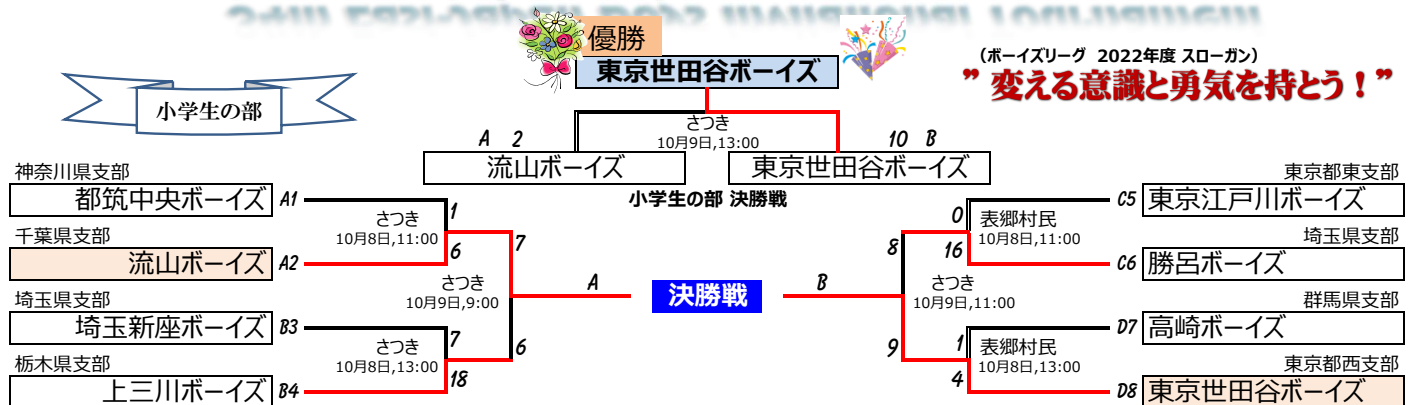 優勝
東京世田谷ボーイズ
（ボーイズリーグ 2022年度 スローガン）
”変える意識と勇気を持とう！”
小学生の部
さつき
10月9日,13:00
A 2
10 B
流山ボーイズ
東京世田谷ボーイズ
小学生の部 決勝戦
神奈川県支部
都筑中央ボーイズ A1
千葉県支部
流山ボーイズ A2
さつき
10月8日,11:00
1
6
埼玉県支部
埼玉新座ボーイズ B3
栃木県支部
上三川ボーイズ B4
さつき
10月8日,13:00
7
18
7
さつき
10月9日,9:00
6
A
決勝戦
B
8
さつき
10月9日,11:00
9
0
表郷村民
10月8日,11:00
16
東京都東支部
C5 東京江戸川ボーイズ
埼玉県支部
C6 勝呂ボーイズ
1
表郷村民
10月8日,13:00
4
群馬県支部
D7 高崎ボーイズ
東京都西支部
D8 東京世田谷ボーイズ